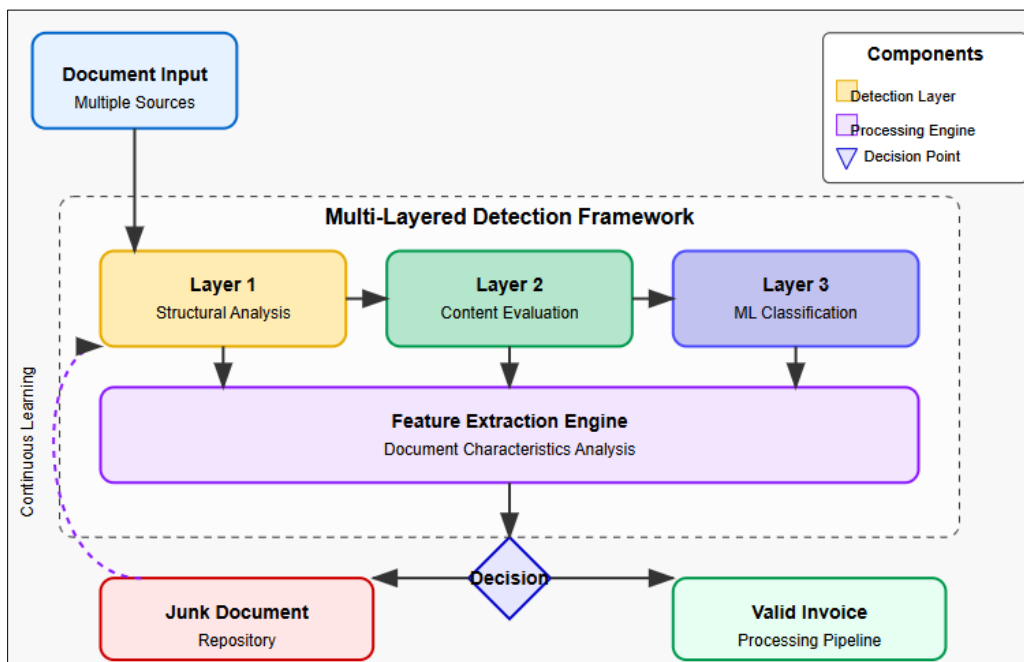 Document Input
Multiple Sources
Components
Detection Layer
Processing Engine
Decision Point
Multi-Layered Detection Framework
Layer 1
Structural Analysis
Layer 2
Content Evaluation
Layer 3
ML Classification
Feature Extraction Engine
Document Characteristics Analysis
Continuous Learning
Decision
Junk Document
Repository
Valid Invoice
Processing Pipeline